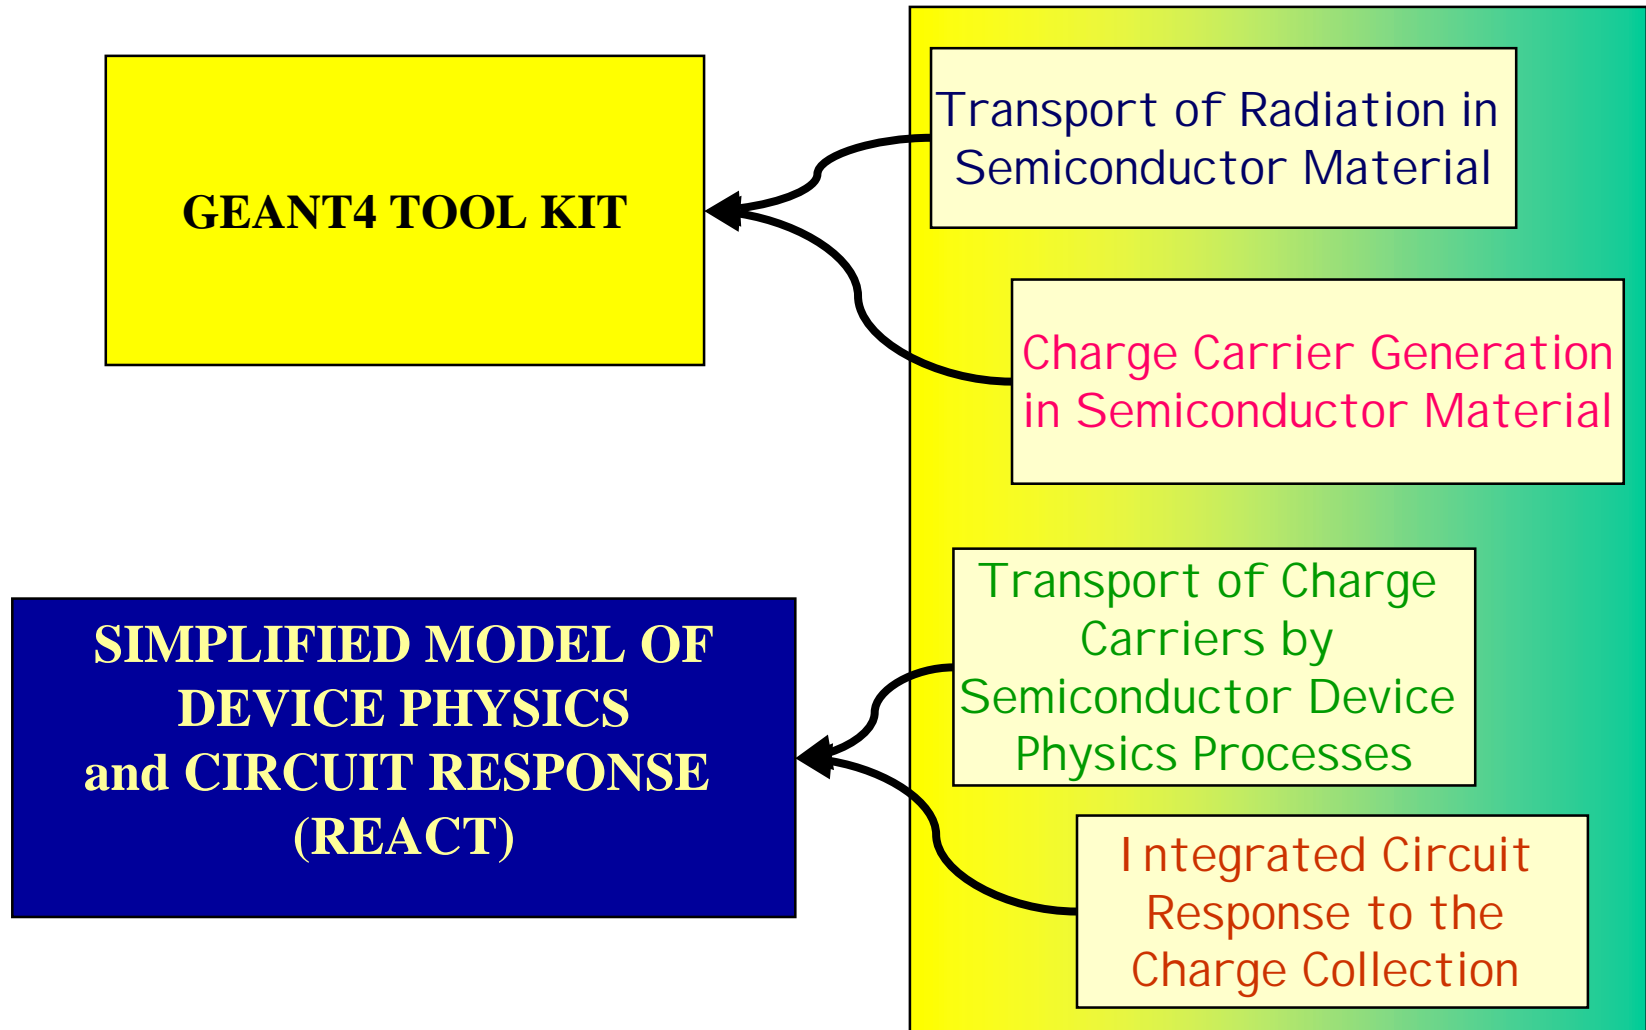 GEANT4 TOOL KIT
Transport of Radiation in
Semiconductor Material
Charge Carrier Generation
in Semiconductor Material
SIMPLIFIED MODEL OF
DEVICE PHYSICS
and CIRCUIT RESPONSE
(REACT)
Transport of Charge
Carriers by
Semiconductor Device
Physics Processes
Integrated Circuit
Response to the
Charge Collection